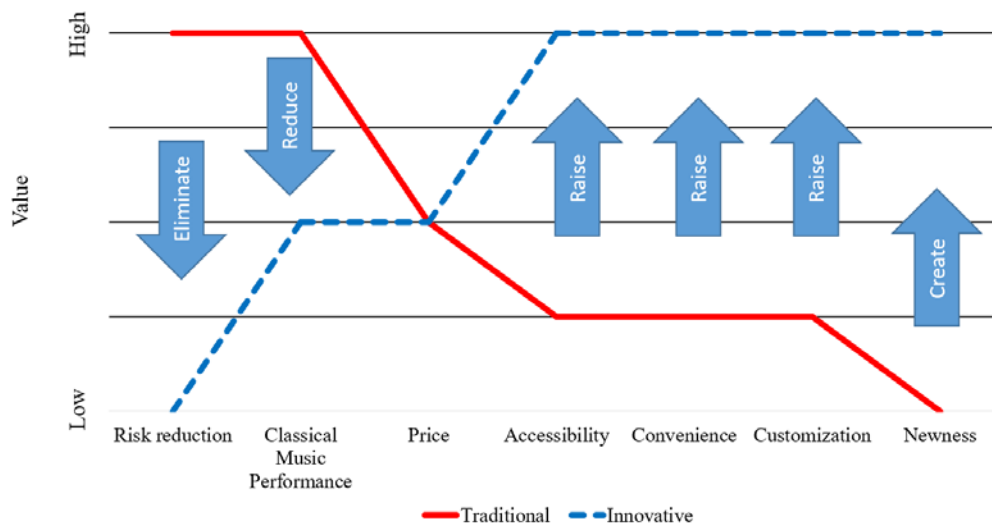 High
Value
Low
Eliminate
Reduce
Raise
Raise
Raise
Create
Risk reduction
Classical
Music
Performance
Price
Accessibility
Convenience
Customization
Newness
Traditional
Innovative